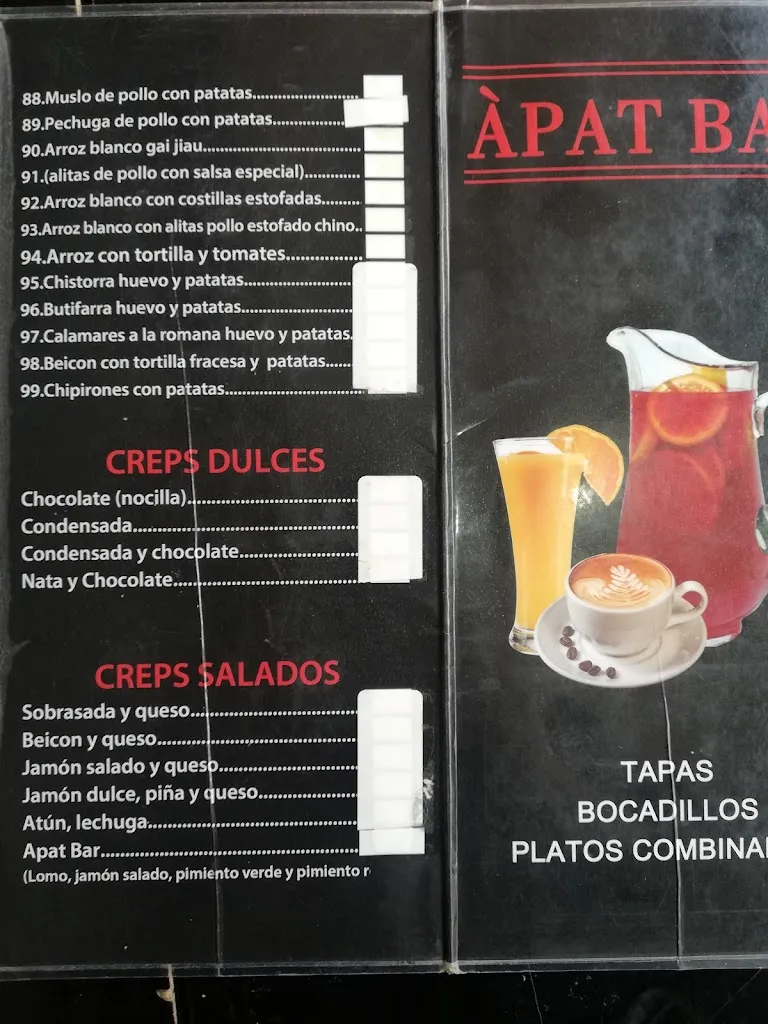 88.Muslo de pollo con patatas
89.Pechuga de pollo con patatas
90.Arroz blanco gai jiau
91.(alitas de pollo con salsa especial)
92.Arroz blanco con costillas estofadas
93.Arroz blanco con alitas pollo estofado chino
94.Arroz con tortilla y tomates
95.Chistorra huevo y patatas
96.Butifarra huevo y patatas
97.Calamares a la romana huevo y patatas
98.Beicon con tortilla fracesa y patatas
99.Chipirones con patatas
CREPS DULCES
Chocolate (nocilla)
Condensada
Condensada y chocolate
Nata y Chocolate
CREPS SALADOS
Sobrasada y queso
Beicon y queso
Jamón salado y queso
Jamón dulce, piña y queso
Atún, lechuga
Apat Bar
(Lomo, jamón salado, pimiento verde y pimiento r
ÀPAT BA
TAPAS
BOCADILLOS
PLATOS COMBINA